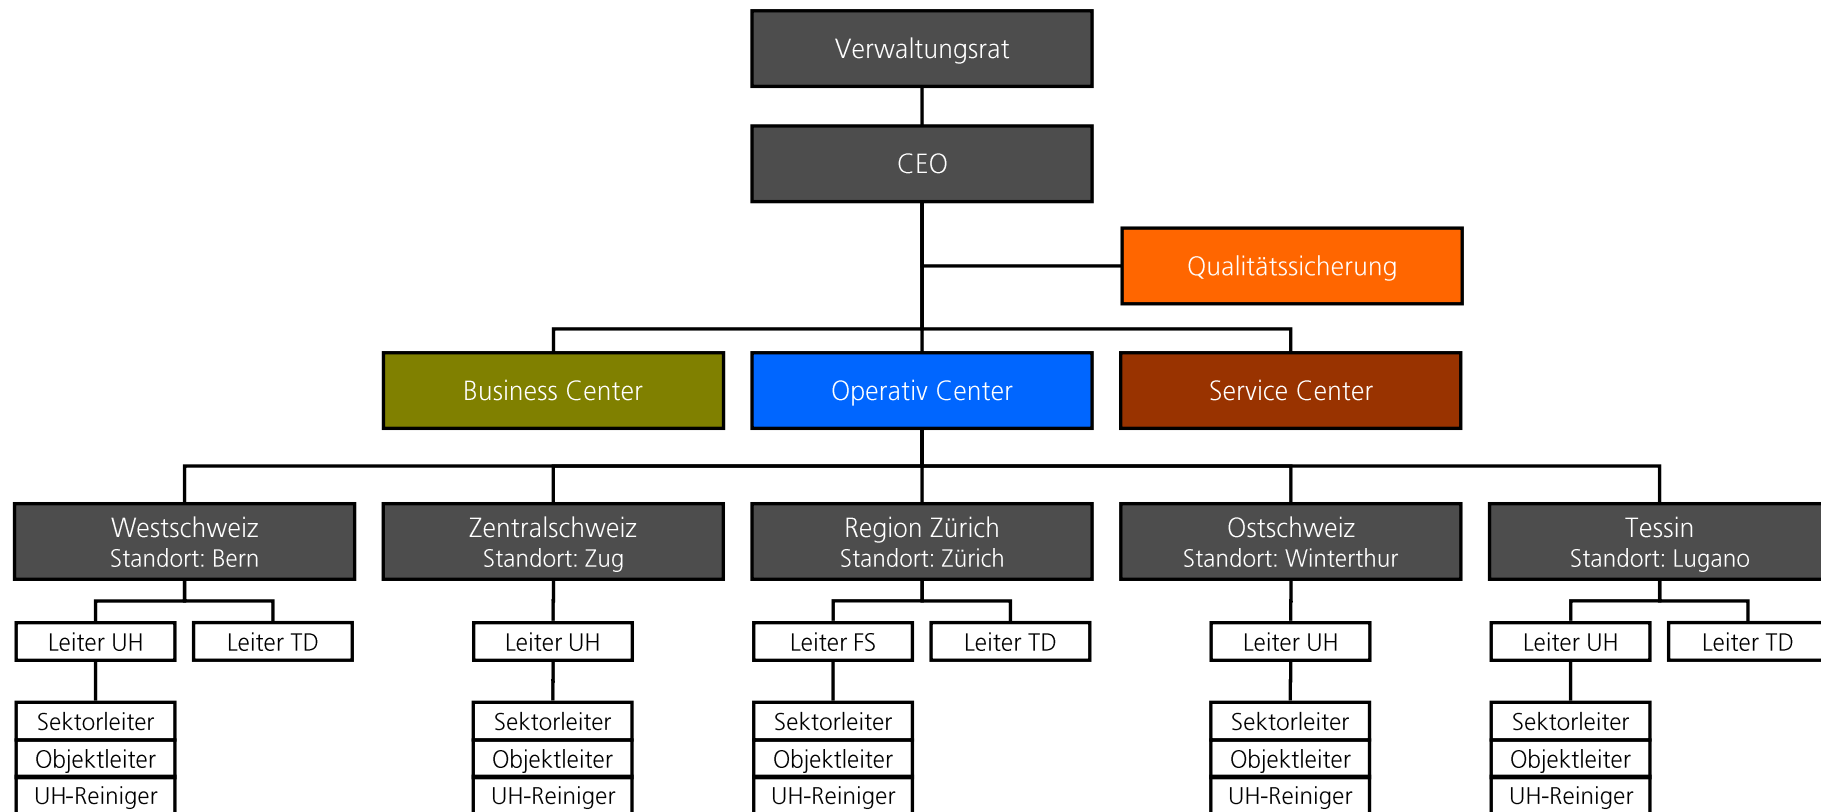 Verwaltungsrat
CEO
Qualitätssicherung
Business Center
Operativ Center
Service Center
Westschweiz
Standort: Bern
Zentralschweiz
Standort: Zug
Region Zürich
Standort: Zürich
Ostschweiz
Standort: Winterthur
Tessin
Standort: Lugano
Leiter UH
Leiter TD
Leiter UH
Leiter FS
Leiter TD
Leiter UH
Leiter UH
Leiter TD
Sektorleiter
Objektleiter
UH-Reiniger
Sektorleiter
Objektleiter
UH-Reiniger
Sektorleiter
Objektleiter
UH-Reiniger
Sektorleiter
Objektleiter
UH-Reiniger
Sektorleiter
Objektleiter
UH-Reiniger